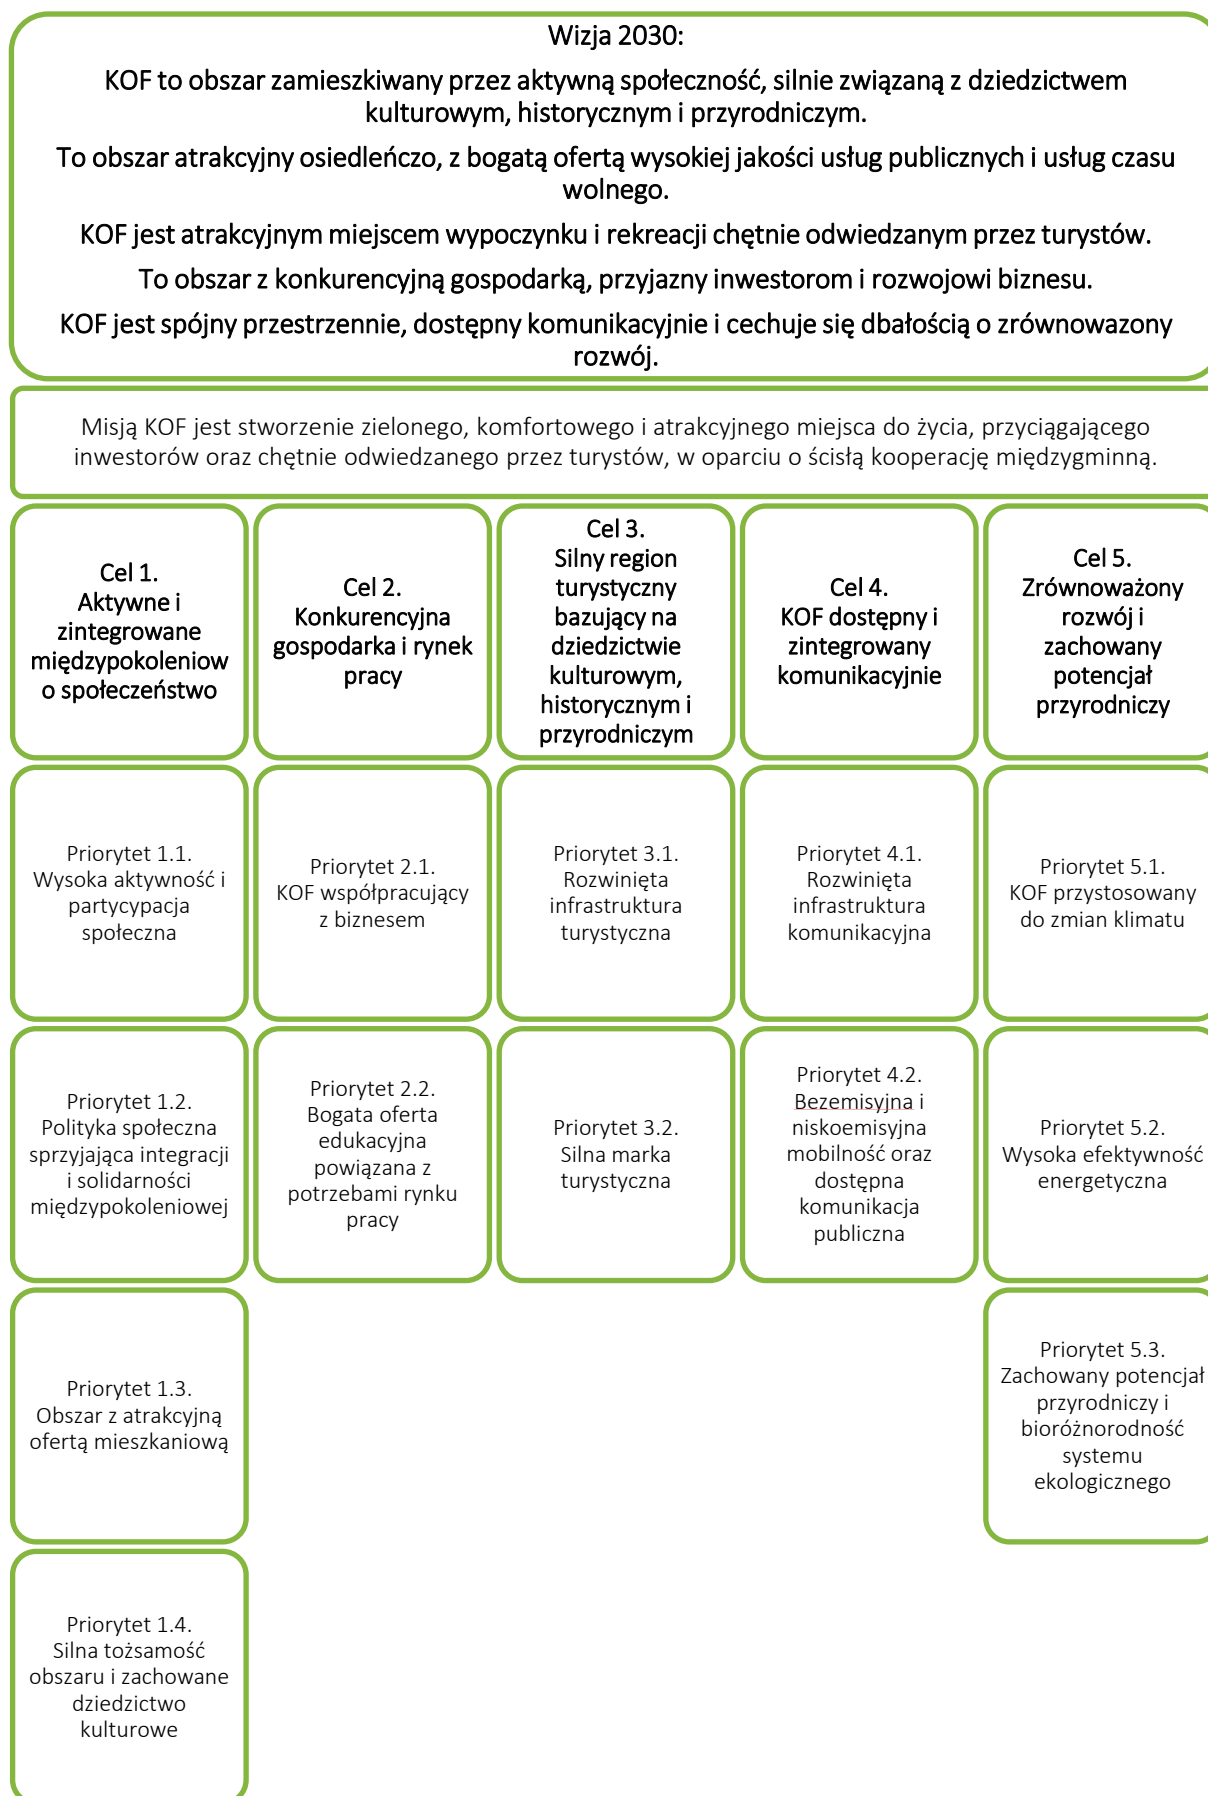 Wizja 2030:
KOF to obszar zamieszkiwany przez aktywną społeczność, silnie związaną z dziedzictwem
kulturowym, historycznym i przyrodniczym.
To obszar atrakcyjny osiedleńczo, z bogatą ofertą wysokiej jakości usług publicznych i usług czasu
wolnego.
KOF jest atrakcyjnym miejscem wypoczynku i rekreacji chętnie odwiedzanym przez turystów.
To obszar z konkurencyjną gospodarką, przyjazny inwestorom i rozwojowi biznesu.
KOF jest spójny przestrzennie, dostępny komunikacyjnie i cechuje się dbałością o zrównowazony
rozwój.
Misją KOF jest stworzenie zielonego, komfortowego i atrakcyjnego miejsca do życia, przyciągającego
inwestorów oraz chętnie odwiedzanego przez turystów, w oparciu o ścisłą kooperację międzygminną.
Cel 1.
Aktywne i
zintegrowane
międzypokoleniow
o społeczeństwo
Cel 2.
Konkurencyjna
gospodarka i rynek
pracy
Cel 3.
Silny region
turystyczny
bazujący na
dziedzictwie
kulturowym,
historycznym i
przyrodniczym
Cel 4.
KOF dostępny i
zintegrowany
komunikacyjnie
Cel 5.
Zrównoważony
rozwój i
zachowany
potencjał
przyrodniczy
Priorytet 1.1.
Wysoka aktywność i
partycypacja
społeczna
Priorytet 2.1.
KOF współpracujący
z biznesem
Priorytet 3.1.
Rozwinięta
infrastruktura
turystyczna
Priorytet 4.1.
Rozwinięta
infrastruktura
komunikacyjna
Priorytet 5.1.
KOF przystosowany
do zmian klimatu
Priorytet 1.2.
Polityka społeczna
sprzyjająca integracji
i solidarności
międzypokoleniowej
Priorytet 2.2.
Bogata oferta
edukacyjna
powiązana z
potrzebami rynku
pracy
Priorytet 3.2.
Silna marka
turystyczna
Priorytet 4.2.
Bezemisyjna i
niskoemisyjna
mobilność oraz
dostępna
komunikacja
publiczna
Priorytet 5.2.
Wysoka efektywność
energetyczna
Priorytet 1.3.
Obszar z atrakcyjną
ofertą mieszkaniową
Priorytet 5.3.
Zachowany potencjał
przyrodniczy i
bioróżnorodność
systemu
ekologicznego
Priorytet 1.4.
Silna tożsamość
obszaru i zachowane
dziedzictwo
kulturowe